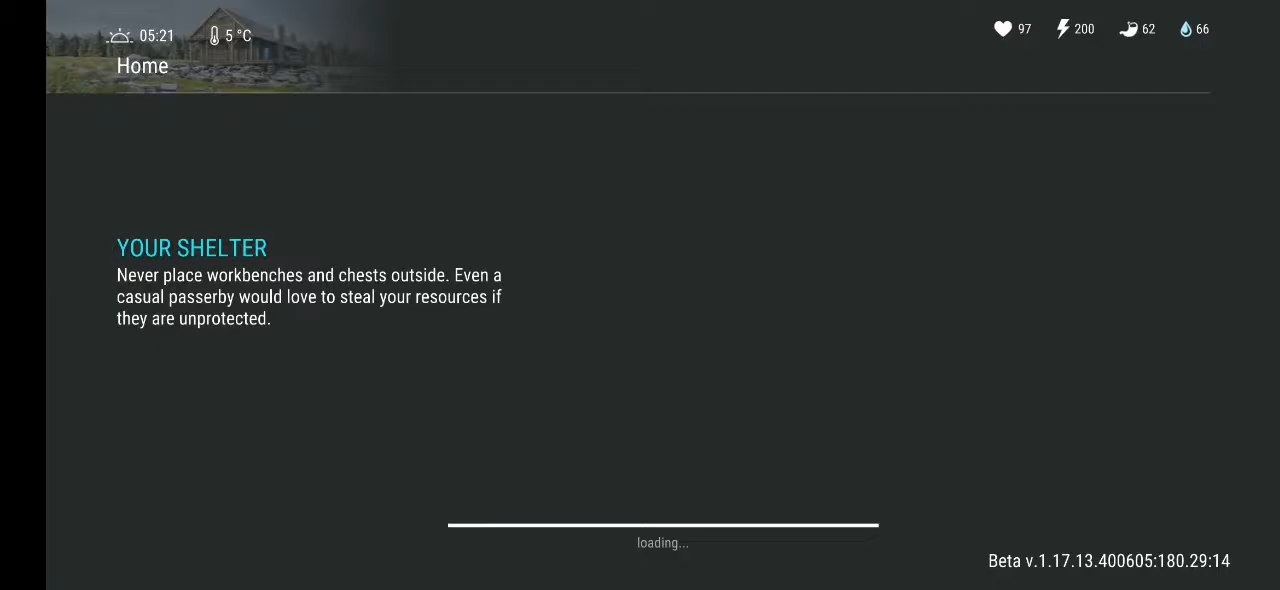 05:21 5 °C 97 200 62 66
Home
YOUR SHELTER
Never place workbenches and chests outside. Even a
casual passerby would love to steal your resources if
they are unprotected.
loading...
Beta v.1.17.13.400605:180.29:14